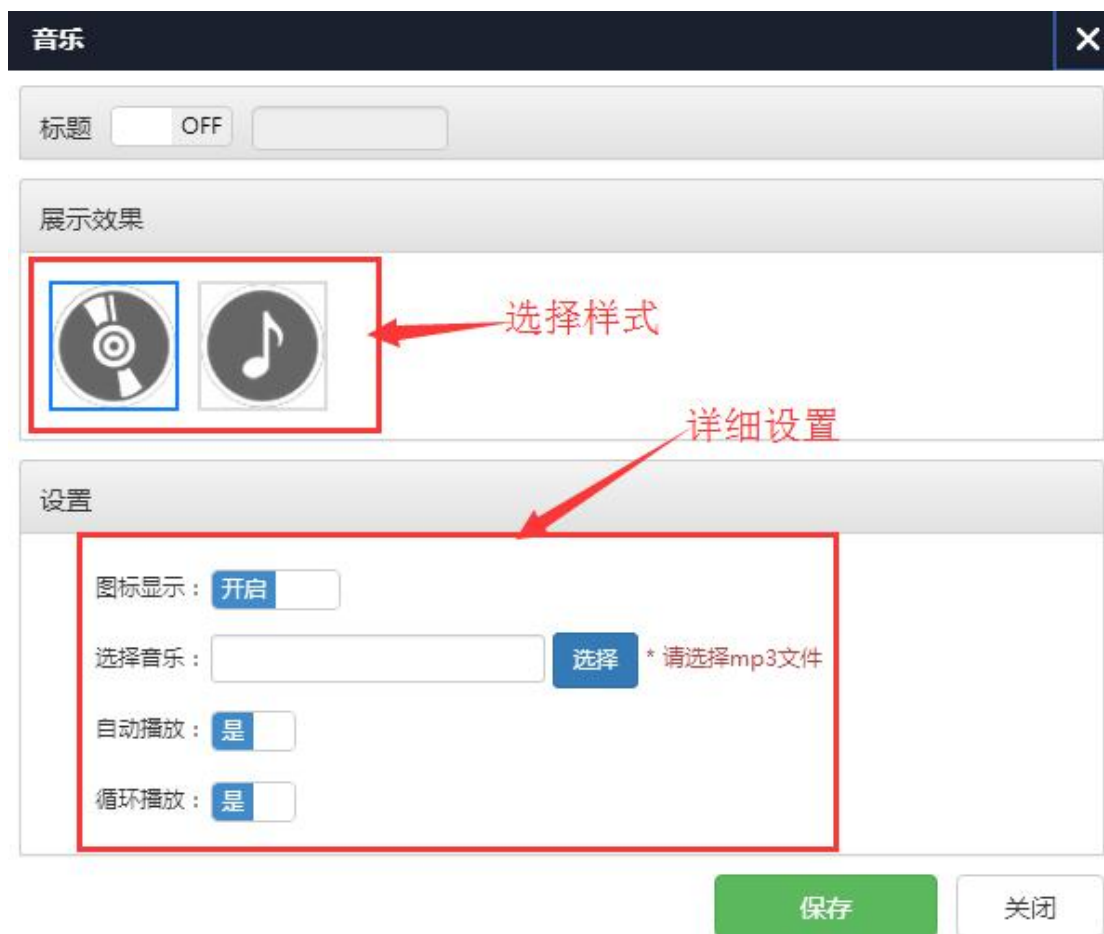 音乐
标题 OFF
展示效果
选择样式
详细设置
设置
图标显示： 开启
选择音乐： 选择 * 请选择mp3文件
自动播放： 是
循环播放： 是
保存 关闭